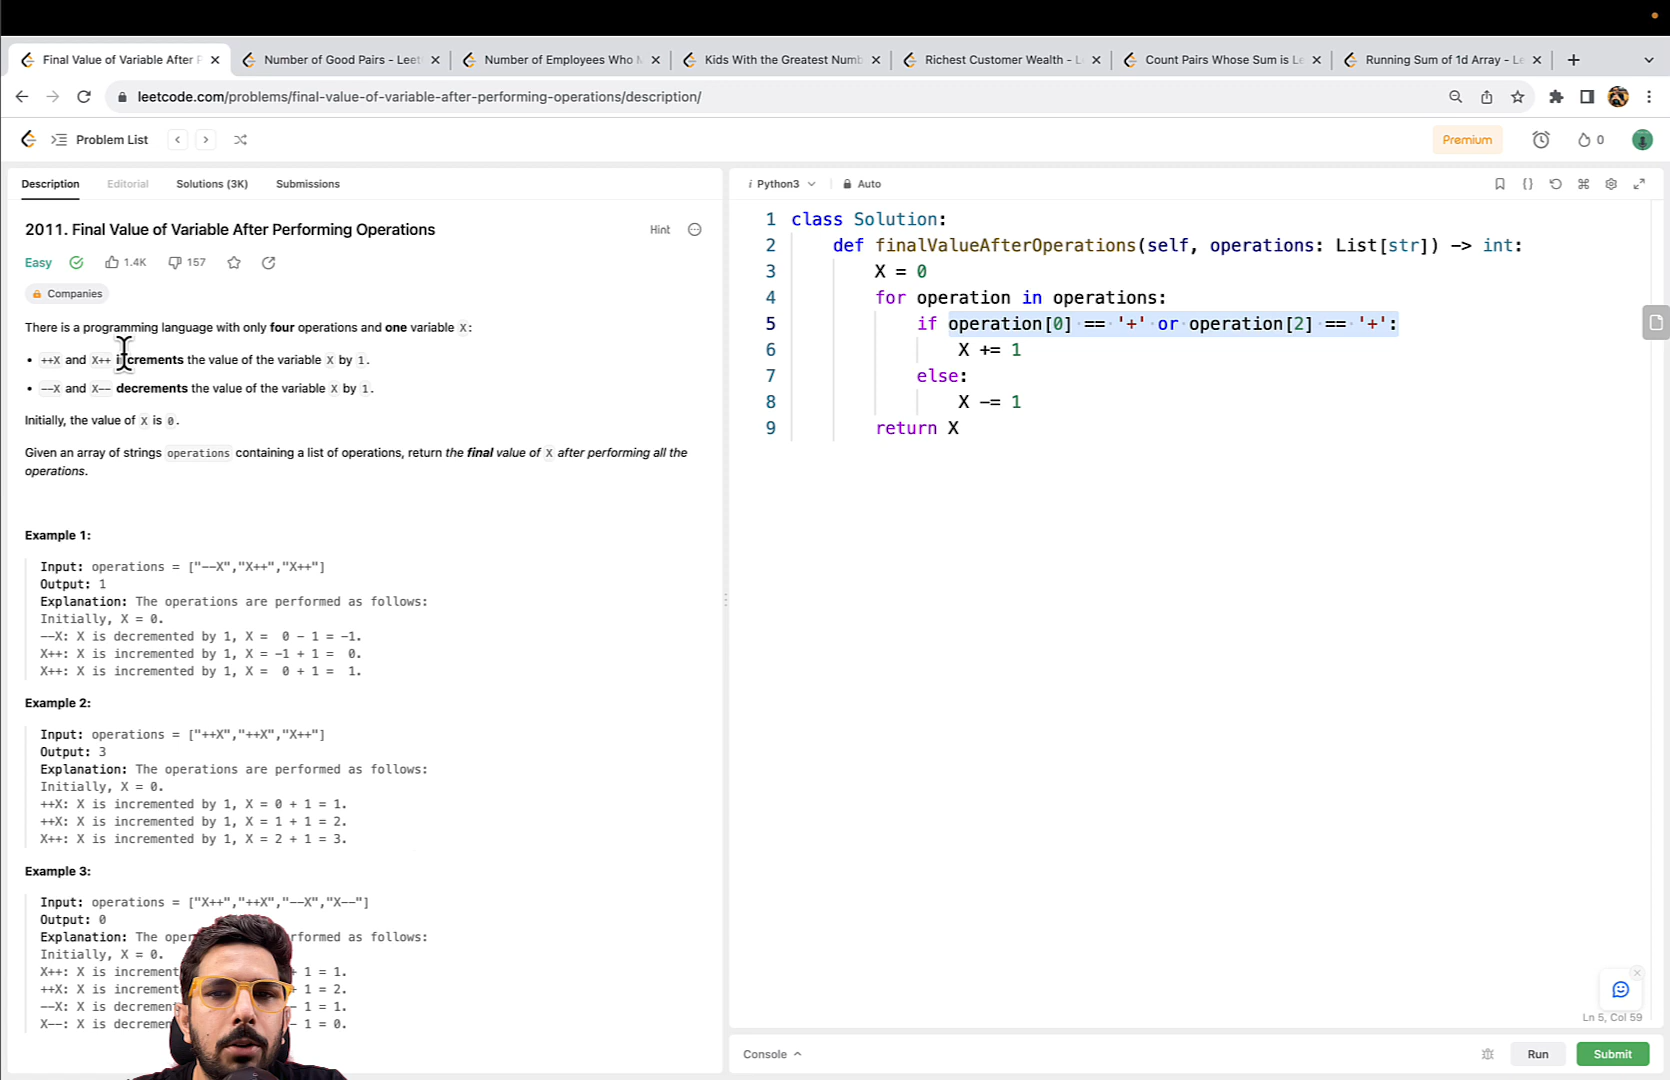 Final Value of Variable After P
Number of Good Pairs - Leet
Number of Employees Who M
Kids With the Greatest Numb
Richest Customer Wealth - L
Count Pairs Whose Sum is Le
Running Sum of 1d Array - Le
leetcode.com/problems/final-value-of-variable-after-performing-operations/description/
Problem List
Premium
0
Description
Editorial
Solutions (3K)
Submissions
2011. Final Value of Variable After Performing Operations
Hint
Easy
1.4K
157
Companies
There is a programming language with only four operations and one variable X:
• ++X and X++ increments the value of the variable X by 1.
• --X and X-- decrements the value of the variable X by 1.
Initially, the value of X is 0.
Given an array of strings operations containing a list of operations, return the final value of X after performing all the
operations.
Example 1:
Input: operations = ["--X","X++","X++"]
Output: 1
Explanation: The operations are performed as follows:
Initially, X = 0.
--X: X is decremented by 1, X =  0 - 1 = -1.
X++: X is incremented by 1, X = -1 + 1 =  0.
X++: X is incremented by 1, X =  0 + 1 =  1.
Example 2:
Input: operations = ["++X","++X","X++"]
Output: 3
Explanation: The operations are performed as follows:
Initially, X = 0.
++X: X is incremented by 1, X = 0 + 1 = 1.
++X: X is incremented by 1, X = 1 + 1 = 2.
X++: X is incremented by 1, X = 2 + 1 = 3.
Example 3:
Input: operations = ["X++","++X","--X","X--"]
Output: 0
Explanation: The oper formed as follows:
Initially, X = 0.
X++: X is increment + 1 = 1.
++X: X is increment + 1 = 2.
--X: X is decremen - 1 = 1.
X--: X is decremen - 1 = 0.
i Python3
Auto
1 class Solution:
2 def finalValueAfterOperations(self, operations: List[str]) -> int:
3 X = 0
4 for operation in operations:
5 if operation[0] == '+' or operation[2] == '+':
6 X += 1
7 else:
8 X -= 1
9 return X
Ln 5, Col 59
Console
Run
Submit